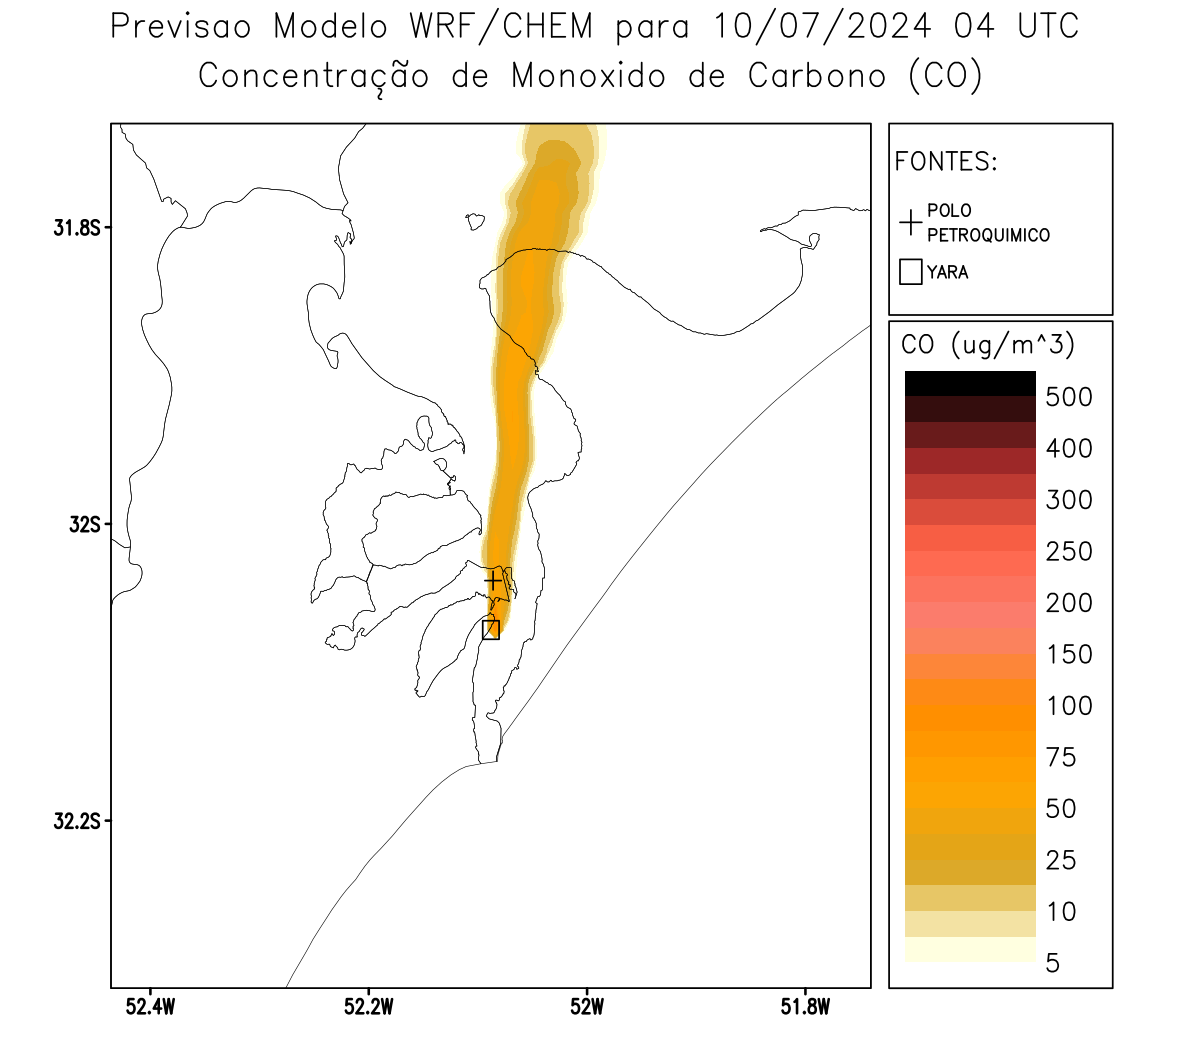 Previsao Modelo WRF/CHEM para 10/07/2024 04 UTC
Concentração de Monoxido de Carbono (CO)
FONTES:
POLO
PETROQUIMICO
YARA
CO (ug/m^3)
500
400
300
250
200
150
100
75
50
25
10
5
31.8S
32S
32.2S
52.4W
52.2W
52W
51.8W